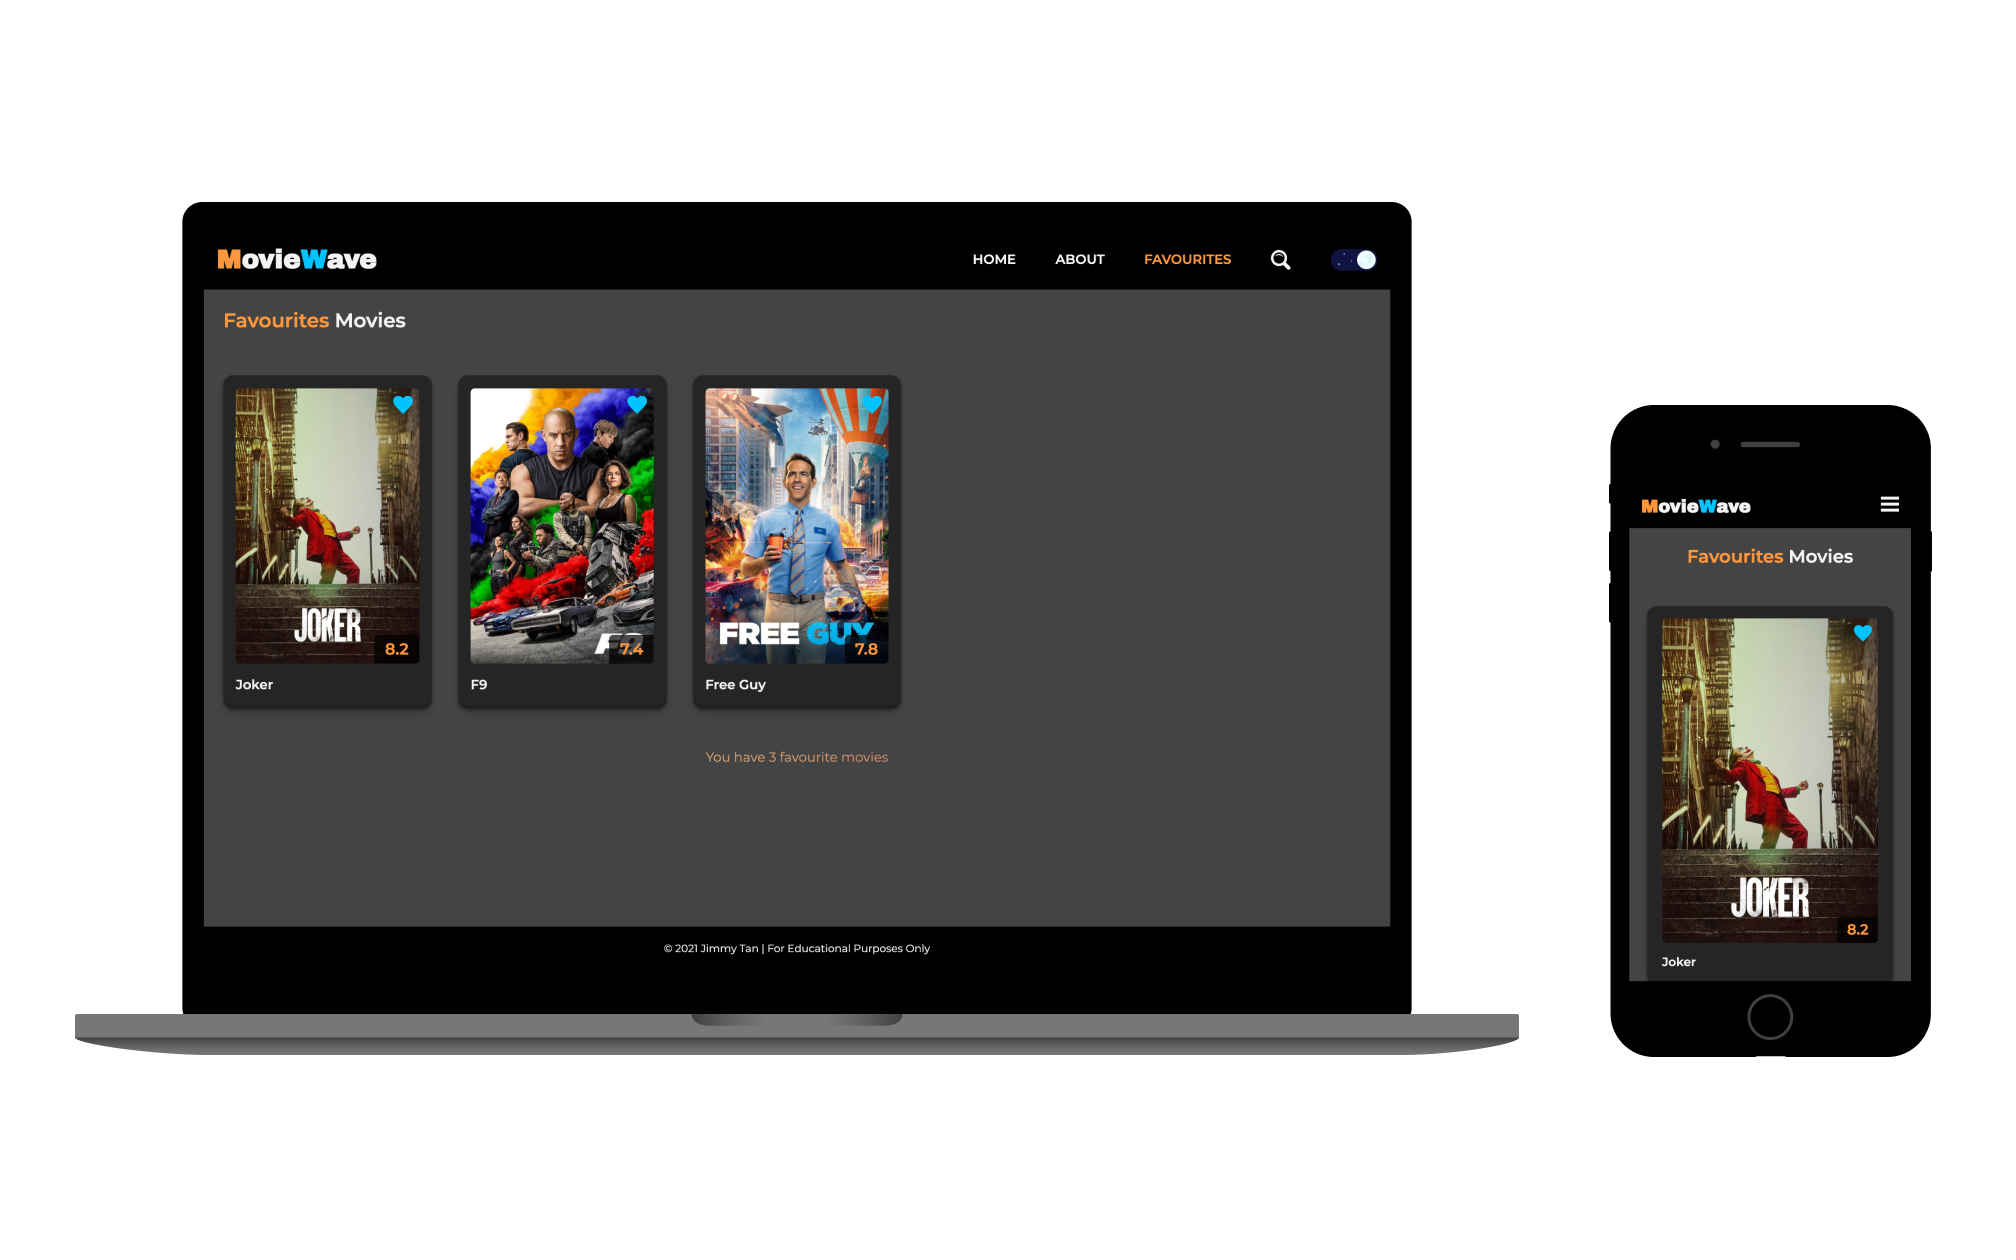 MovieWave
HOME ABOUT FAVOURITES
Favourites Movies
JOKER
8.2
Joker
F9
7.4
F9
FREE GUY
7.8
Free Guy
You have 3 favourite movies
© 2021 Jimmy Tan | For Educational Purposes Only
MovieWave
Favourites Movies
JOKER
8.2
Joker